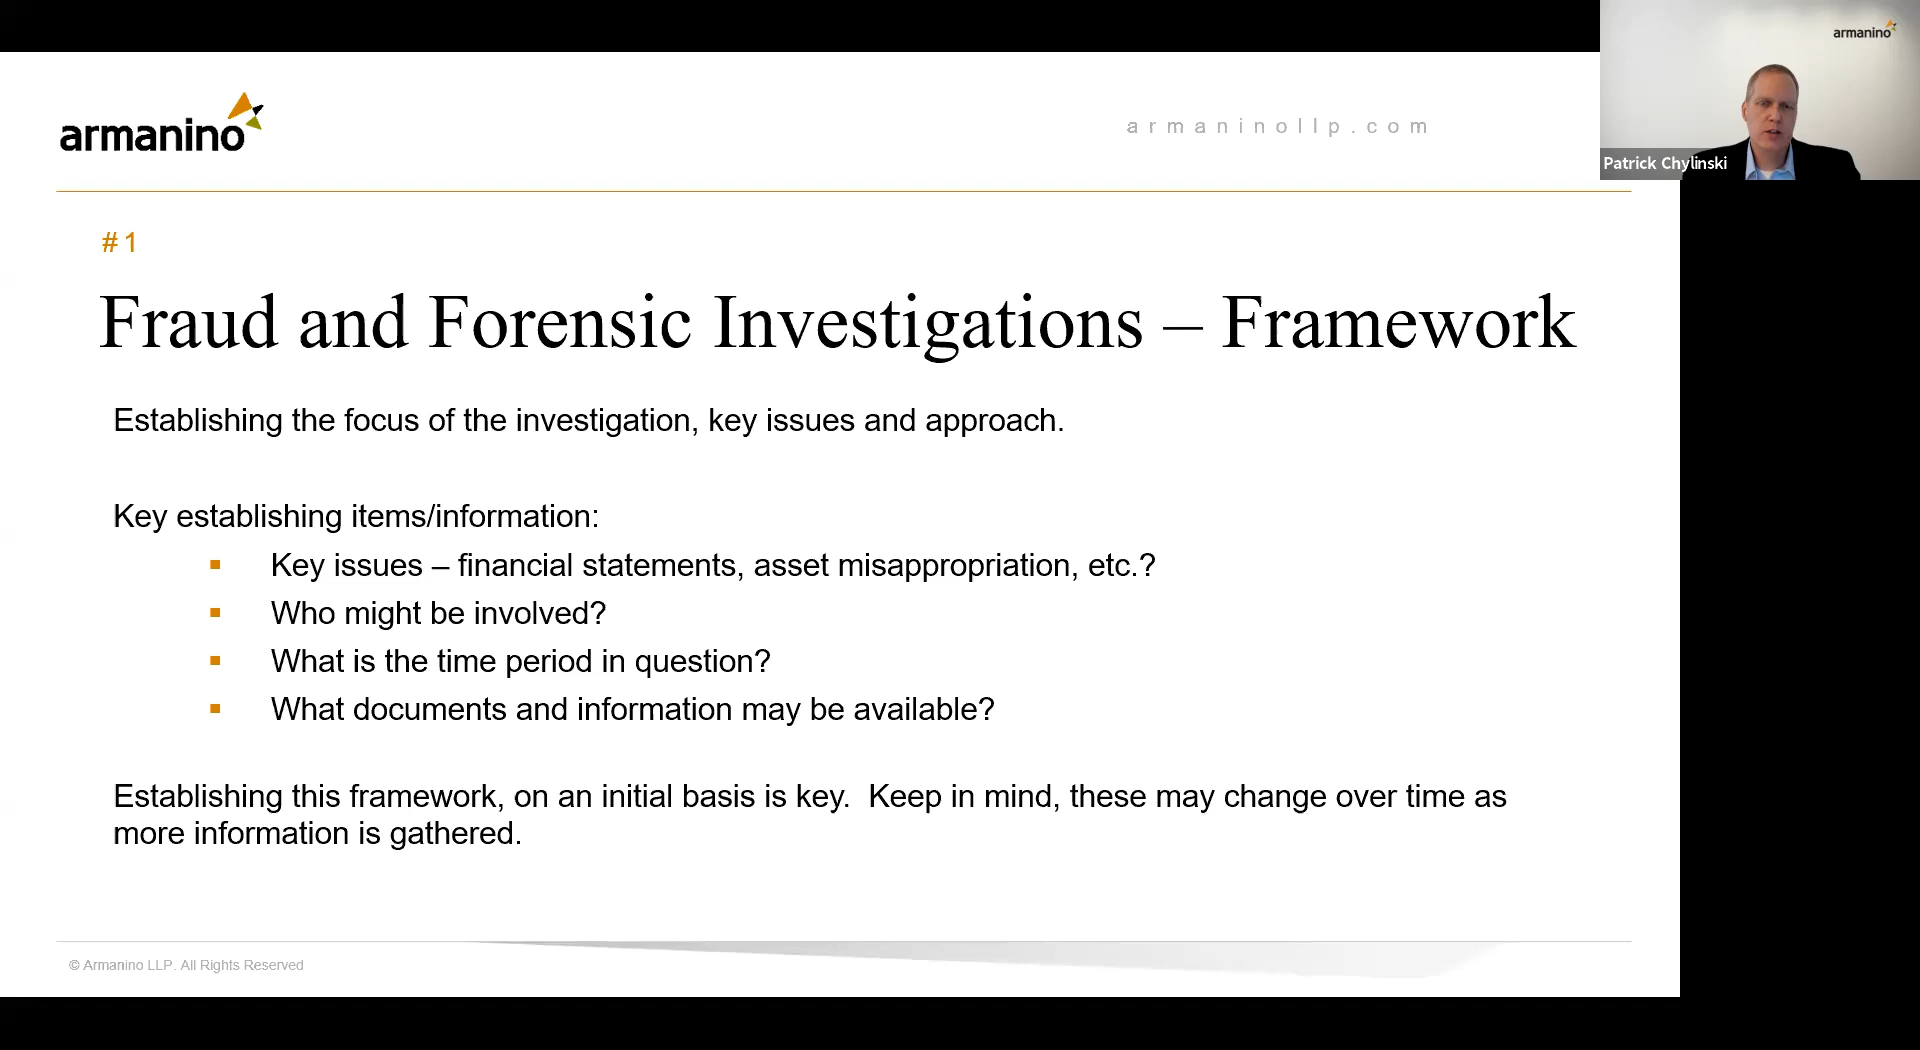 armanino
armaninollp.com
armanino
Patrick Chylinski
#1
Fraud and Forensic Investigations – Framework
Establishing the focus of the investigation, key issues and approach.
Key establishing items/information:
▪ Key issues – financial statements, asset misappropriation, etc.?
▪ Who might be involved?
▪ What is the time period in question?
▪ What documents and information may be available?
Establishing this framework, on an initial basis is key.  Keep in mind, these may change over time as
more information is gathered.
© Armanino LLP. All Rights Reserved